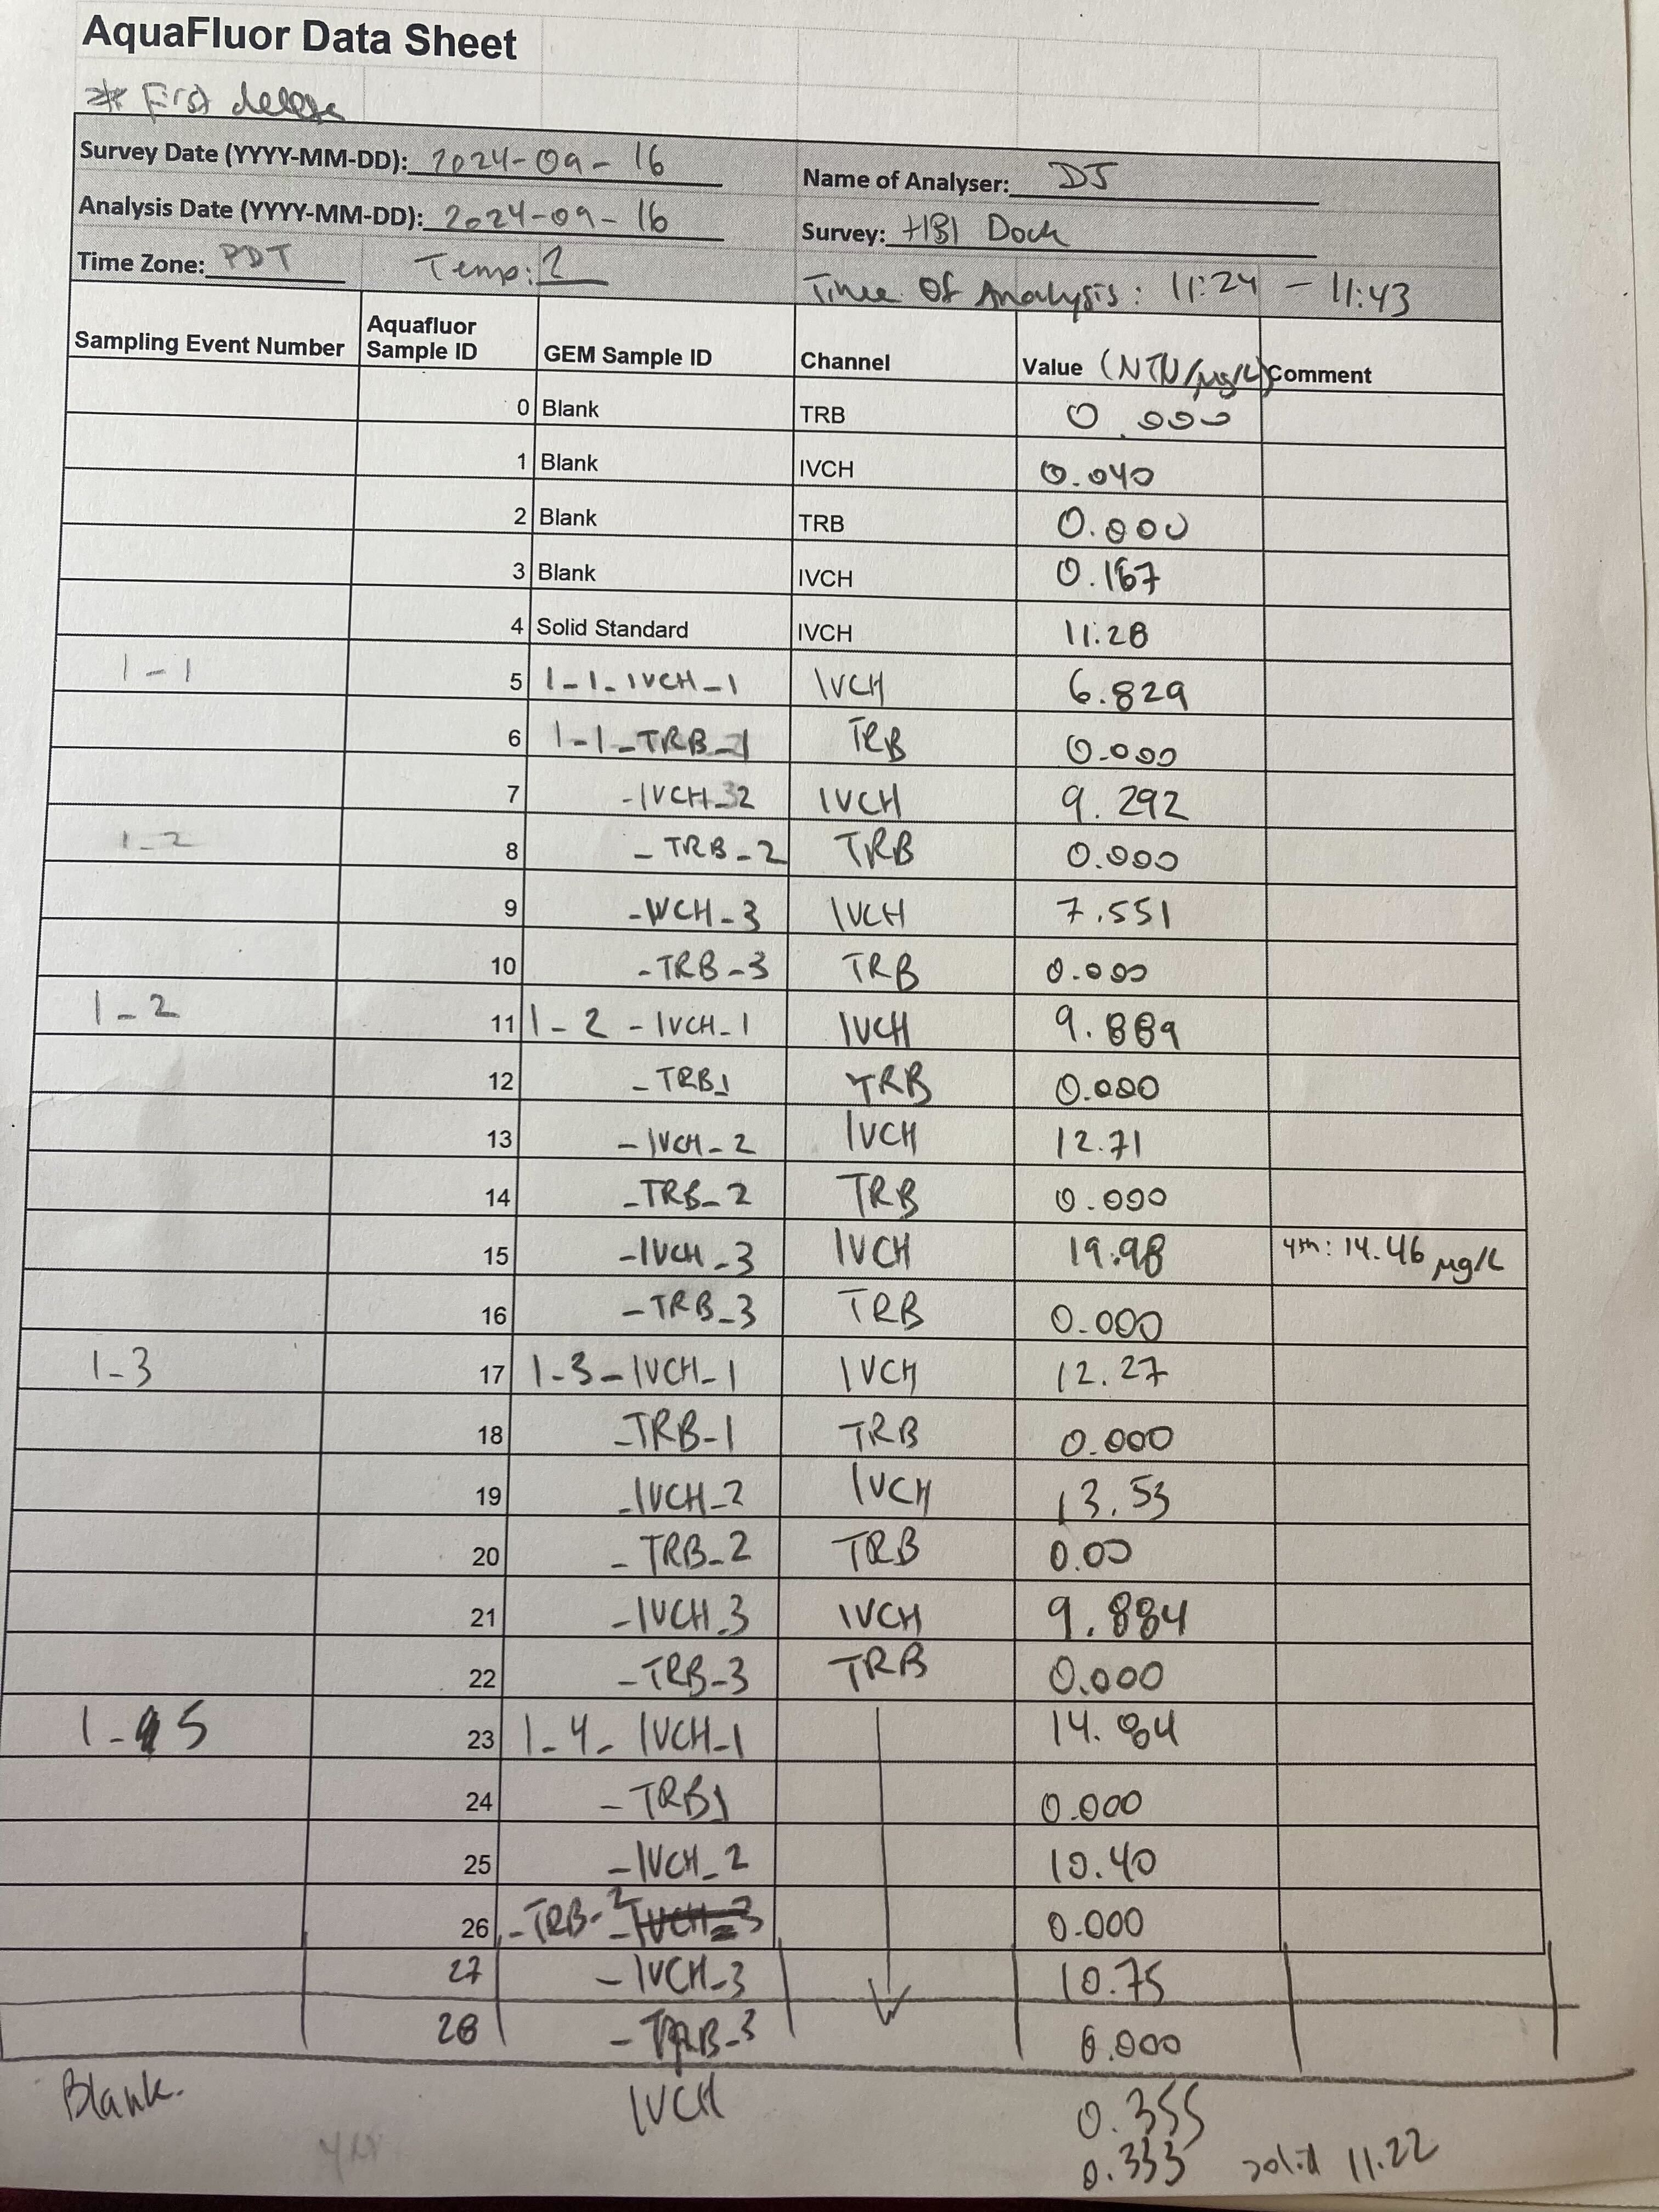 AquaFluor Data Sheet
* First
Survey Date (YYYY-MM-DD): 2024-09-16 Name of Analyser: DJ
Analysis Date (YYYY-MM-DD): 2024-09-16 Survey: HBI Dock
Time Zone: PDT Temp: Time Of Analysis: 11:24 - 11:43
Sampling Event Number Aquafluor Sample ID GEM Sample ID Channel Value (NTU/µg/L) Comment
0 Blank TRB 0.000
1 Blank IVCH 0.040
2 Blank TRB 0.000
3 Blank IVCH 0.167
4 Solid Standard IVCH 11.28
1-1 5 1-1-IVCH-1 IVCH 6.829
6 1-1-TRB-1 TRB 0.000
7 -IVCH-2 IVCH 9.292
1-2 8 -TRB-2 TRB 0.000
9 -IVCH-3 IVCH 7.551
10 -TRB-3 TRB 0.000
1-2 11 1-2-IVCH-1 IVCH 9.889
12 -TRB1 TRB 0.000
13 -IVCH-2 IVCH 12.71
14 -TRB-2 TRB 0.000
15 -IVCH-3 IVCH 19.98 4th: 14.46 µg/L
16 -TRB-3 TRB 0.000
1-3 17 1-3-IVCH-1 IVCH 12.27
18 -TRB-1 TRB 0.000
19 -IVCH-2 IVCH 13.53
20 -TRB-2 TRB 0.00
21 -IVCH-3 IVCH 9.884
22 -TRB-3 TRB 0.000
1-5 23 1-4-IVCH-1 14.84
24 -TRB1 0.000
25 -IVCH-2 10.40
26 -TRB-2 0.000
27 -IVCH-3 10.75
28 -TRB-3 0.000
Blank. IVCH 0.355
0.333 solid 11.22